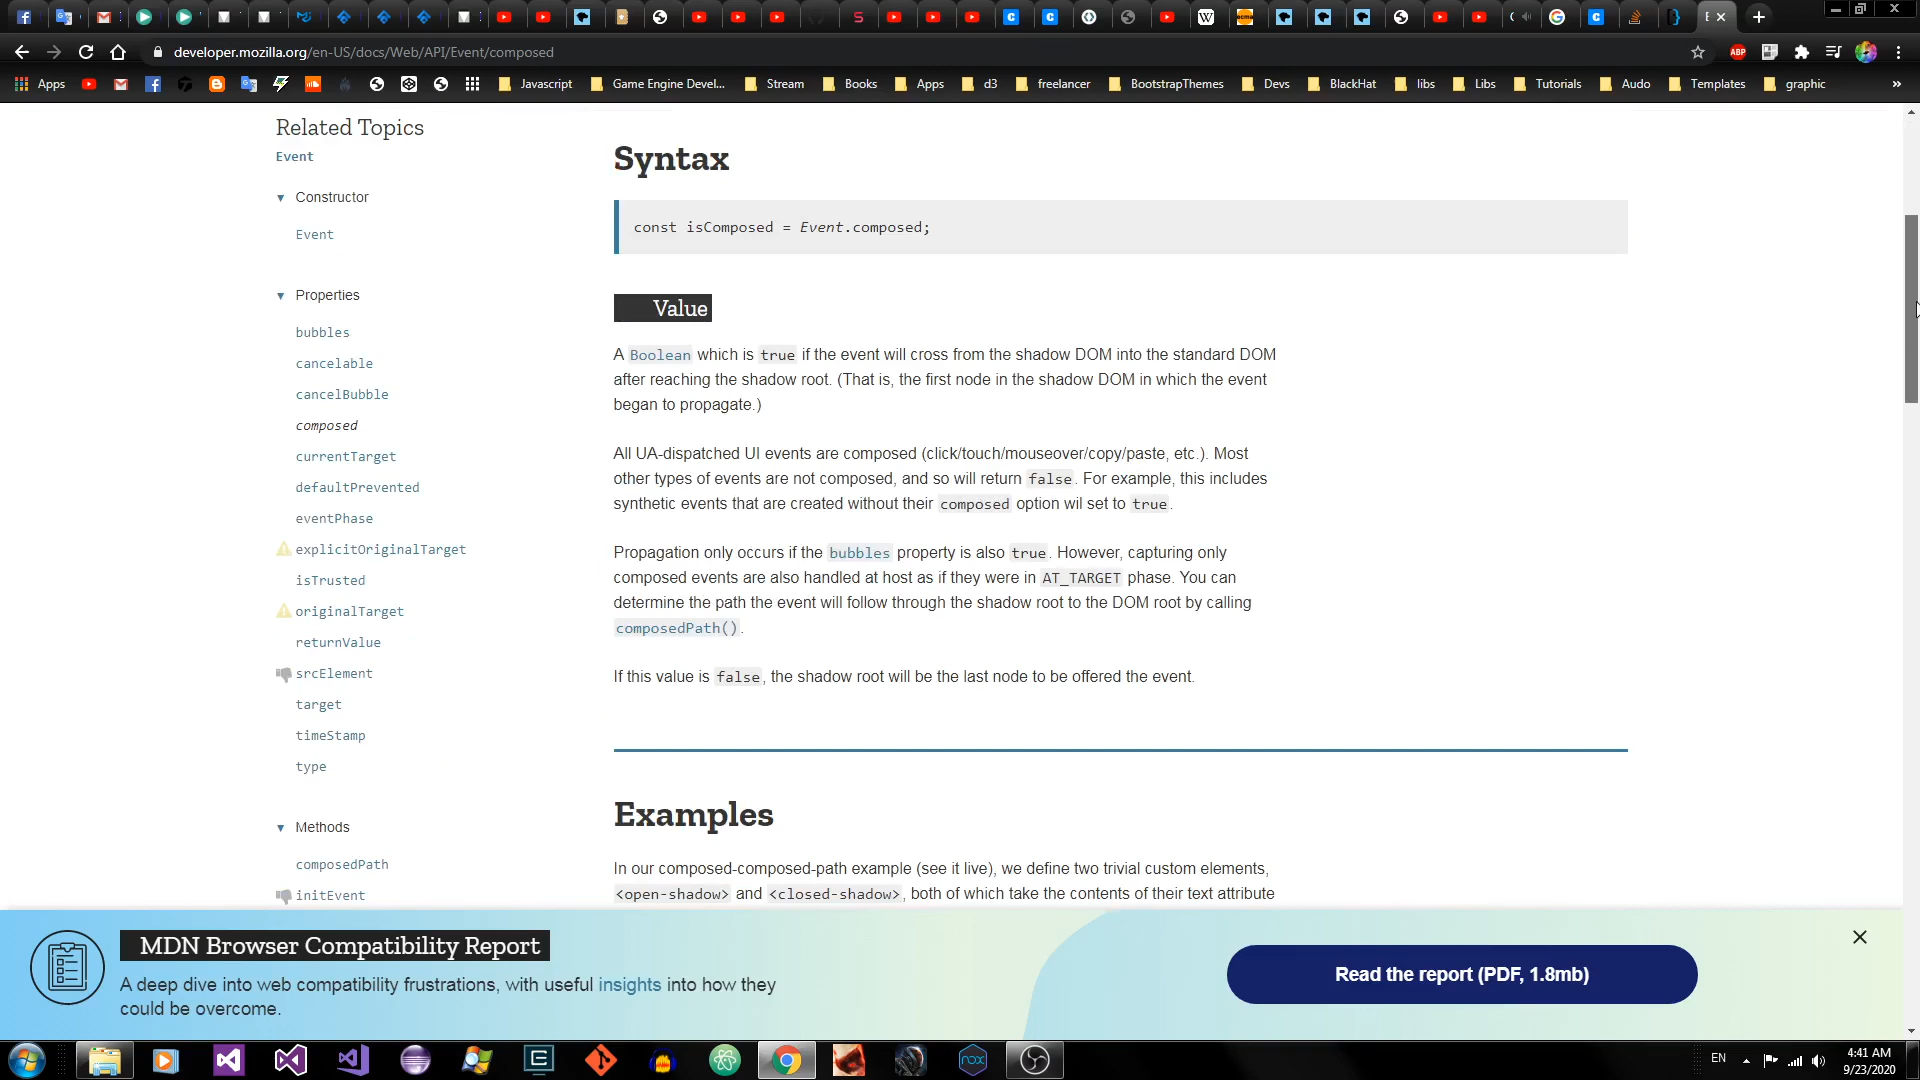 developer.mozilla.org/en-US/docs/Web/API/Event/composed
Apps
Javascript
Game Engine Devel...
Stream
Books
Apps
d3
freelancer
BootstrapThemes
Devs
BlackHat
libs
Libs
Tutorials
Audo
Templates
graphic
Related Topics
Event
Constructor
Event
Properties
bubbles
cancelable
cancelBubble
composed
currentTarget
defaultPrevented
eventPhase
explicitOriginalTarget
isTrusted
originalTarget
returnValue
srcElement
target
timeStamp
type
Methods
composedPath
initEvent
Syntax
const isComposed = Event.composed;
Value
A Boolean which is true if the event will cross from the shadow DOM into the standard DOM
after reaching the shadow root. (That is, the first node in the shadow DOM in which the event
began to propagate.)
All UA-dispatched UI events are composed (click/touch/mouseover/copy/paste, etc.). Most
other types of events are not composed, and so will return false. For example, this includes
synthetic events that are created without their composed option wil set to true.
Propagation only occurs if the bubbles property is also true. However, capturing only
composed events are also handled at host as if they were in AT_TARGET phase. You can
determine the path the event will follow through the shadow root to the DOM root by calling
composedPath().
If this value is false, the shadow root will be the last node to be offered the event.
Examples
In our composed-composed-path example (see it live), we define two trivial custom elements,
<open-shadow> and <closed-shadow>, both of which take the contents of their text attribute
MDN Browser Compatibility Report
A deep dive into web compatibility frustrations, with useful insights into how they
could be overcome.
Read the report (PDF, 1.8mb)
EN
4:41 AM
9/23/2020